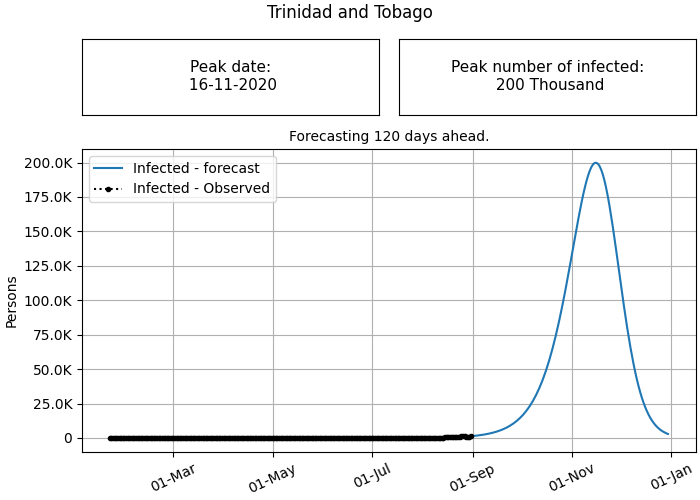 Trinidad and Tobago
Peak date:
16-11-2020
Peak number of infected:
200 Thousand
Forecasting 120 days ahead.
Infected - forecast
Infected - Observed
Persons
200.0K
175.0K
150.0K
125.0K
100.0K
75.0K
50.0K
25.0K
0
01-Mar
01-May
01-Jul
01-Sep
01-Nov
01-Jan